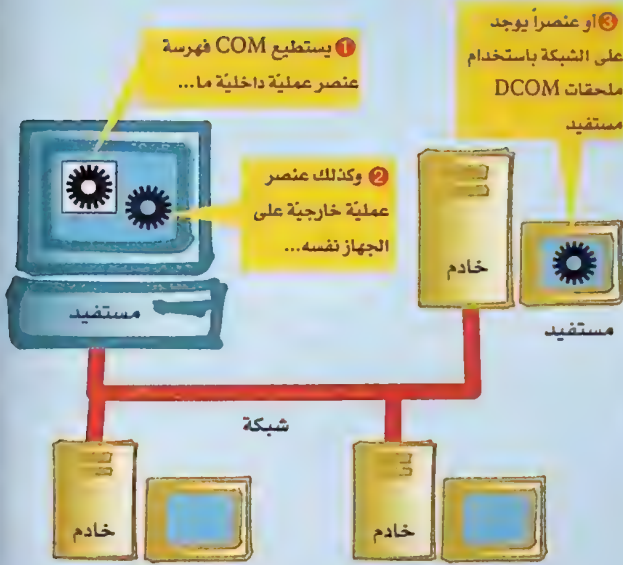 ❶ يستطيع COM فهرسة
عنصر عمليّة داخليّة ما...
❷ وكذلك عنصر
عمليّة خارجيّة على
الجهاز نفسه...
❸ أو عنصراً يوجد
على الشبكة باستخدام
ملحقات DCOM
مستفيد
مستفيد
خادم
مستفيد
شبكة
خادم
خادم